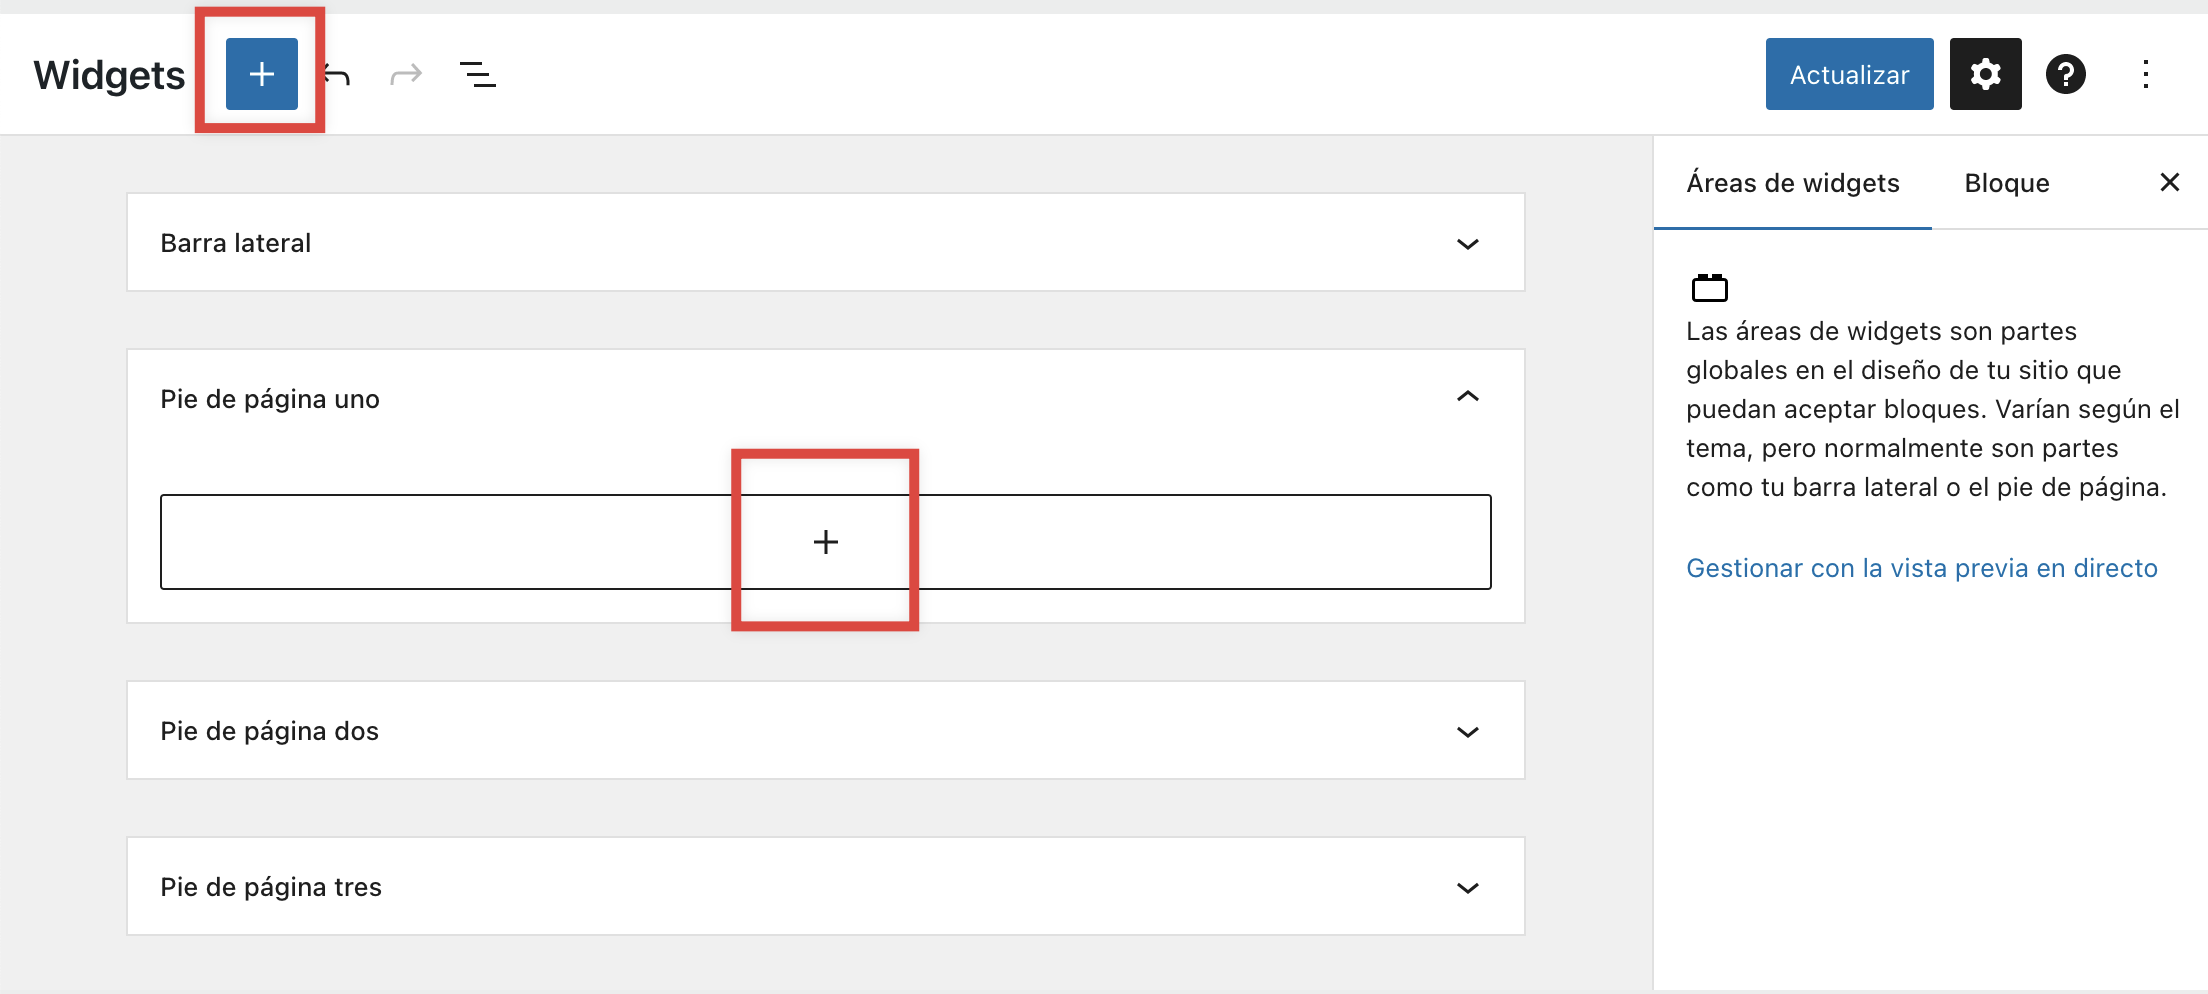 Widgets
Actualizar
Barra lateral
Pie de página uno
Pie de página dos
Pie de página tres
Áreas de widgets
Bloque
Las áreas de widgets son partes
globales en el diseño de tu sitio que
puedan aceptar bloques. Varían según el
tema, pero normalmente son partes
como tu barra lateral o el pie de página.
Gestionar con la vista previa en directo